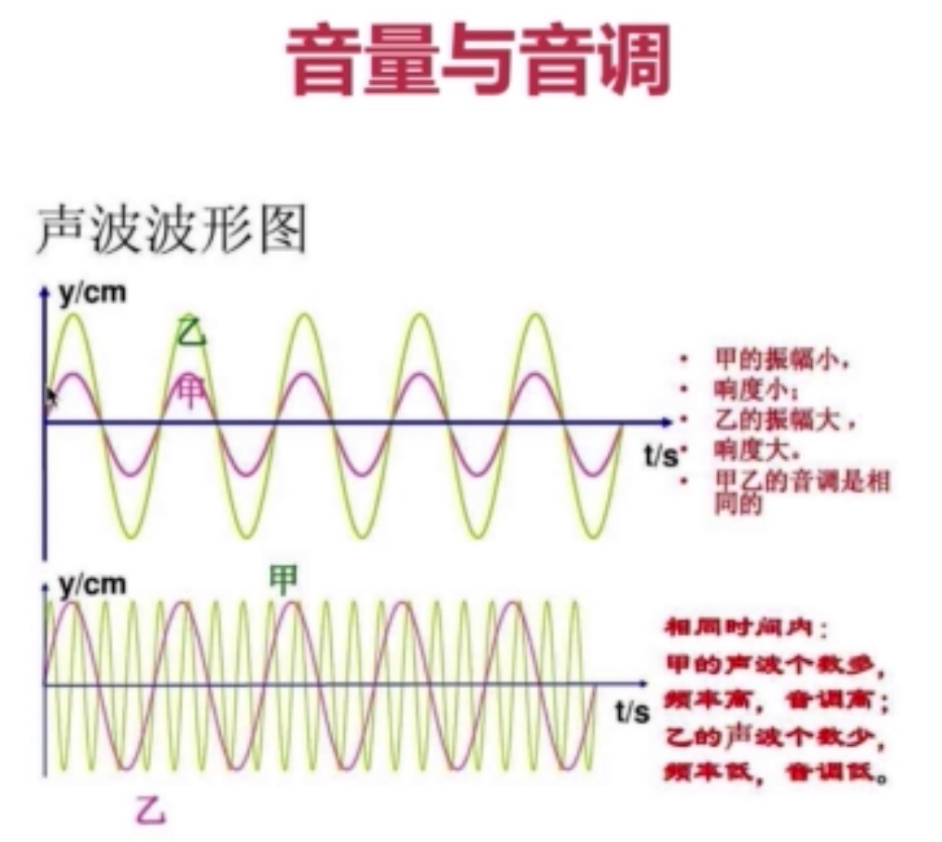 音量与音调
声波波形图
y/cm
乙
甲
t/s
• 甲的振幅小，
• 响度小；
• 乙的振幅大，
• 响度大。
• 甲乙的音调是相
同的
y/cm
甲
t/s
乙
相同时间内：
甲的声波个数多，
频率高，音调高；
乙的声波个数少，
频率低，音调低。